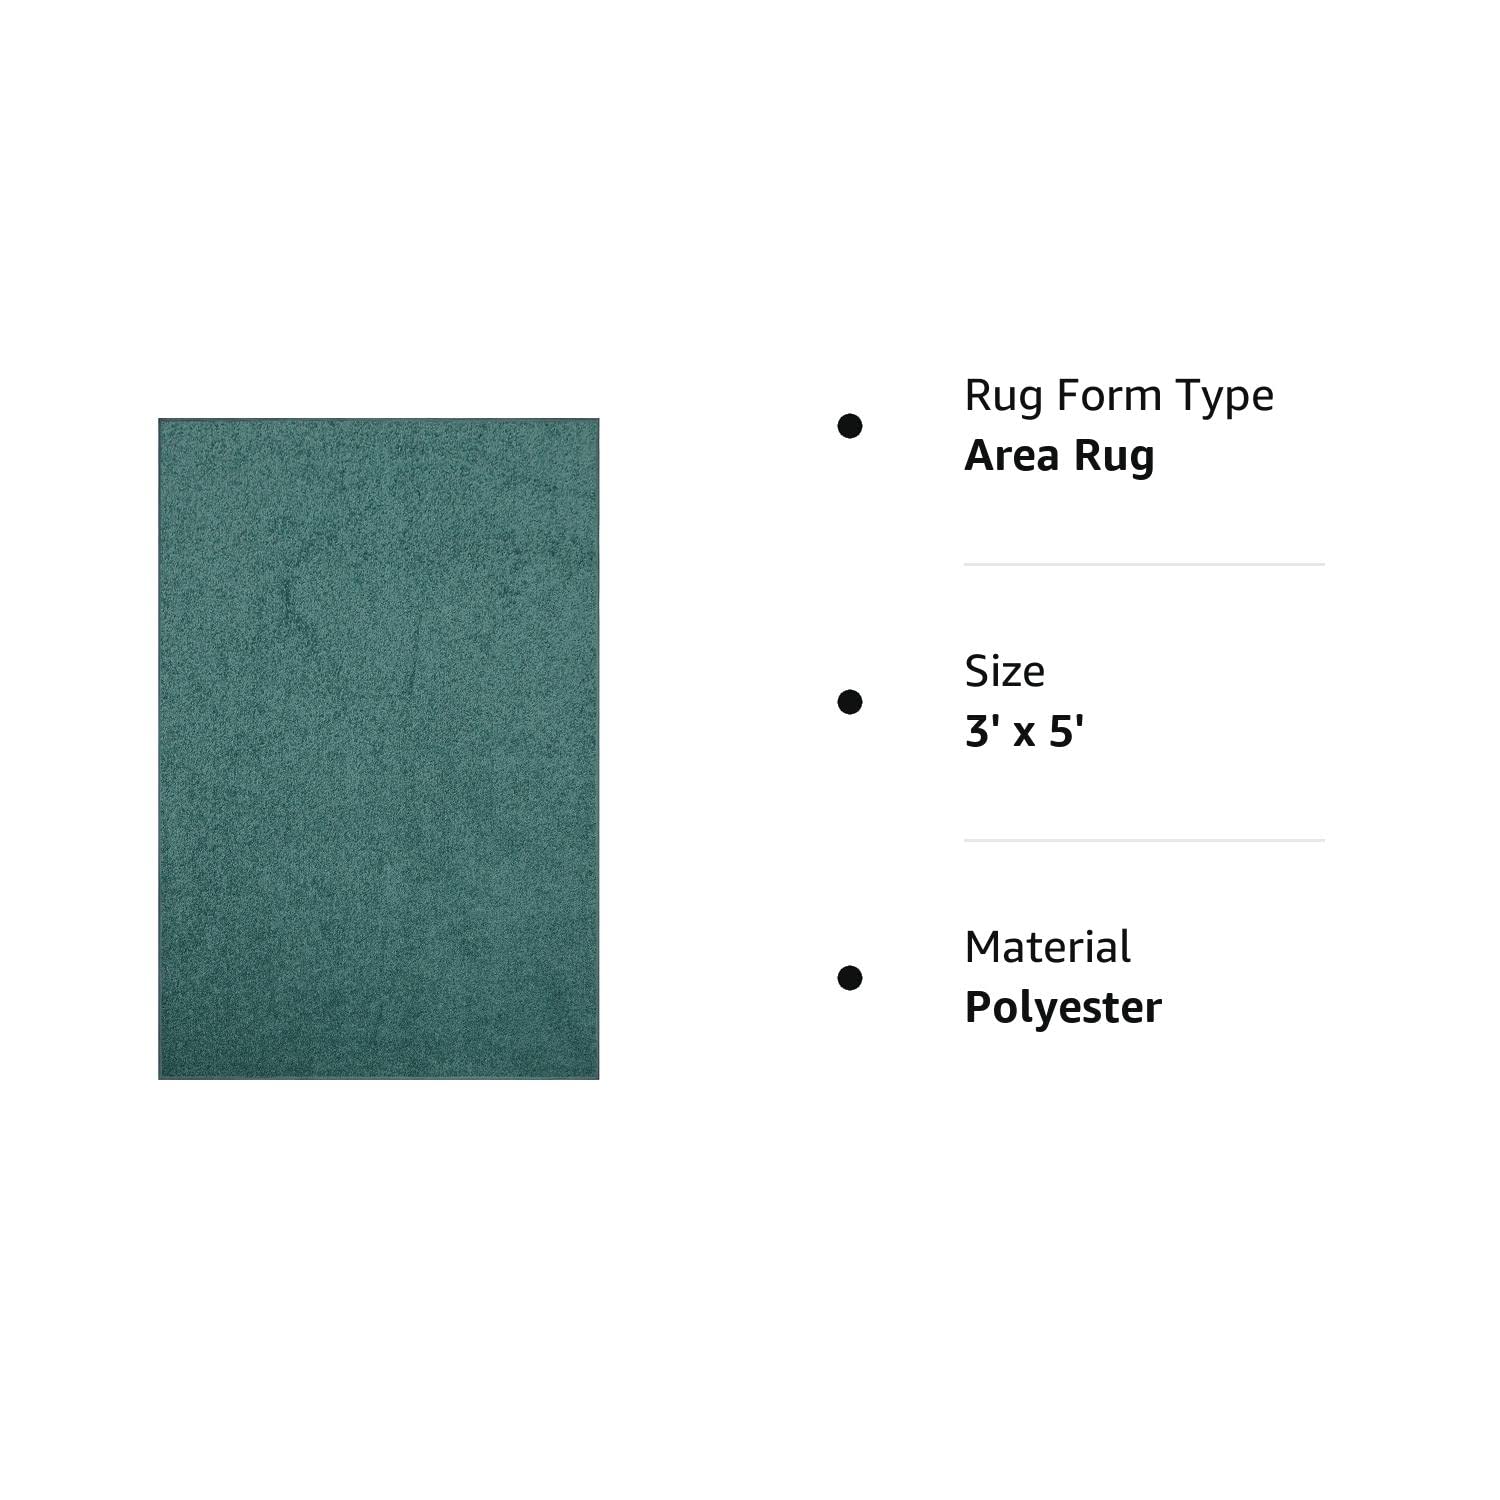 Rug Form Type
Area Rug
Size
3' x 5'
Material
Polyester